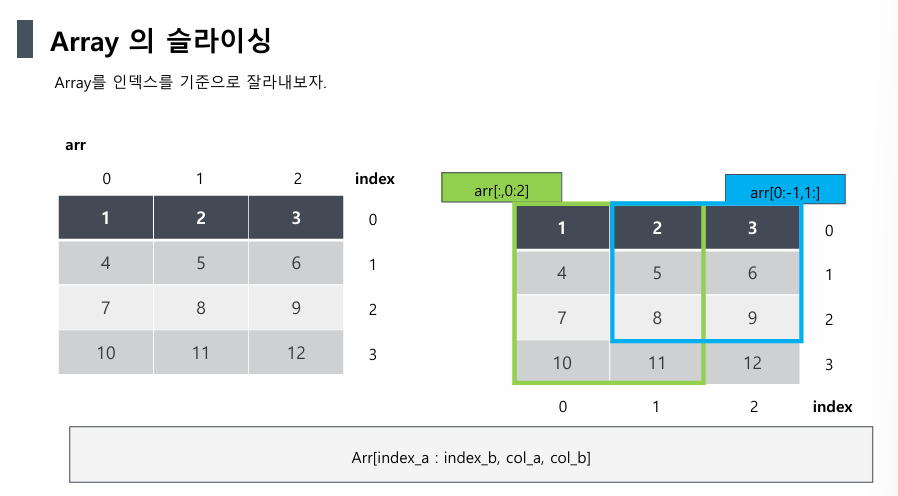 Array 의 슬라이싱
Array를 인덱스를 기준으로 잘라내보자.
arr
0 1 2 index
1 2 3 0
4 5 6 1
7 8 9 2
10 11 12 3
arr[:,0:2] arr[0:-1,1:]
1 2 3 0
4 5 6 1
7 8 9 2
10 11 12 3
0 1 2 index
Arr[index_a : index_b, col_a, col_b]